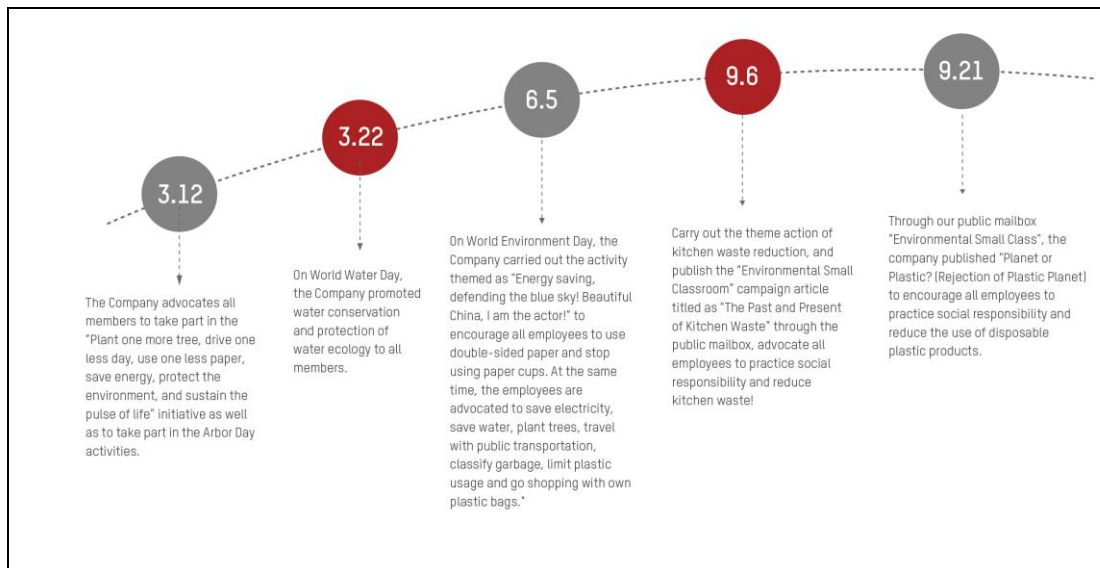 3.12
The Company advocates all
members to take part in the
"Plant one more tree, drive one
less day, use one less paper,
save energy, protect the
environment, and sustain the
pulse of life" initiative as well
as to take part in the Arbor Day
activities.
3.22
On World Water Day,
the Company promoted
water conservation
and protection of
water ecology to all
members.
6.5
On World Environment Day, the
Company carried out the activity
themed as "Energy saving,
defending the blue sky! Beautiful
China, I am the actor!" to
encourage all employees to use
double-sided paper and stop
using paper cups. At the same
time, the employees are
advocated to save electricity,
save water, plant trees, travel
with public transportation,
classify garbage, limit plastic
usage and go shopping with own
plastic bags."
9.6
Carry out the theme action of
kitchen waste reduction, and
publish the "Environmental Small
Classroom" campaign article
titled as "The Past and Present
of Kitchen Waste" through the
public mailbox, advocate all
employees to practice social
responsibility and reduce
kitchen waste!
9.21
Through our public mailbox
"Environmental Small Class", the
company published "Planet or
Plastic? (Rejection of Plastic Planet)
to encourage all employees to
practice social responsibility and
reduce the use of disposable
plastic products.